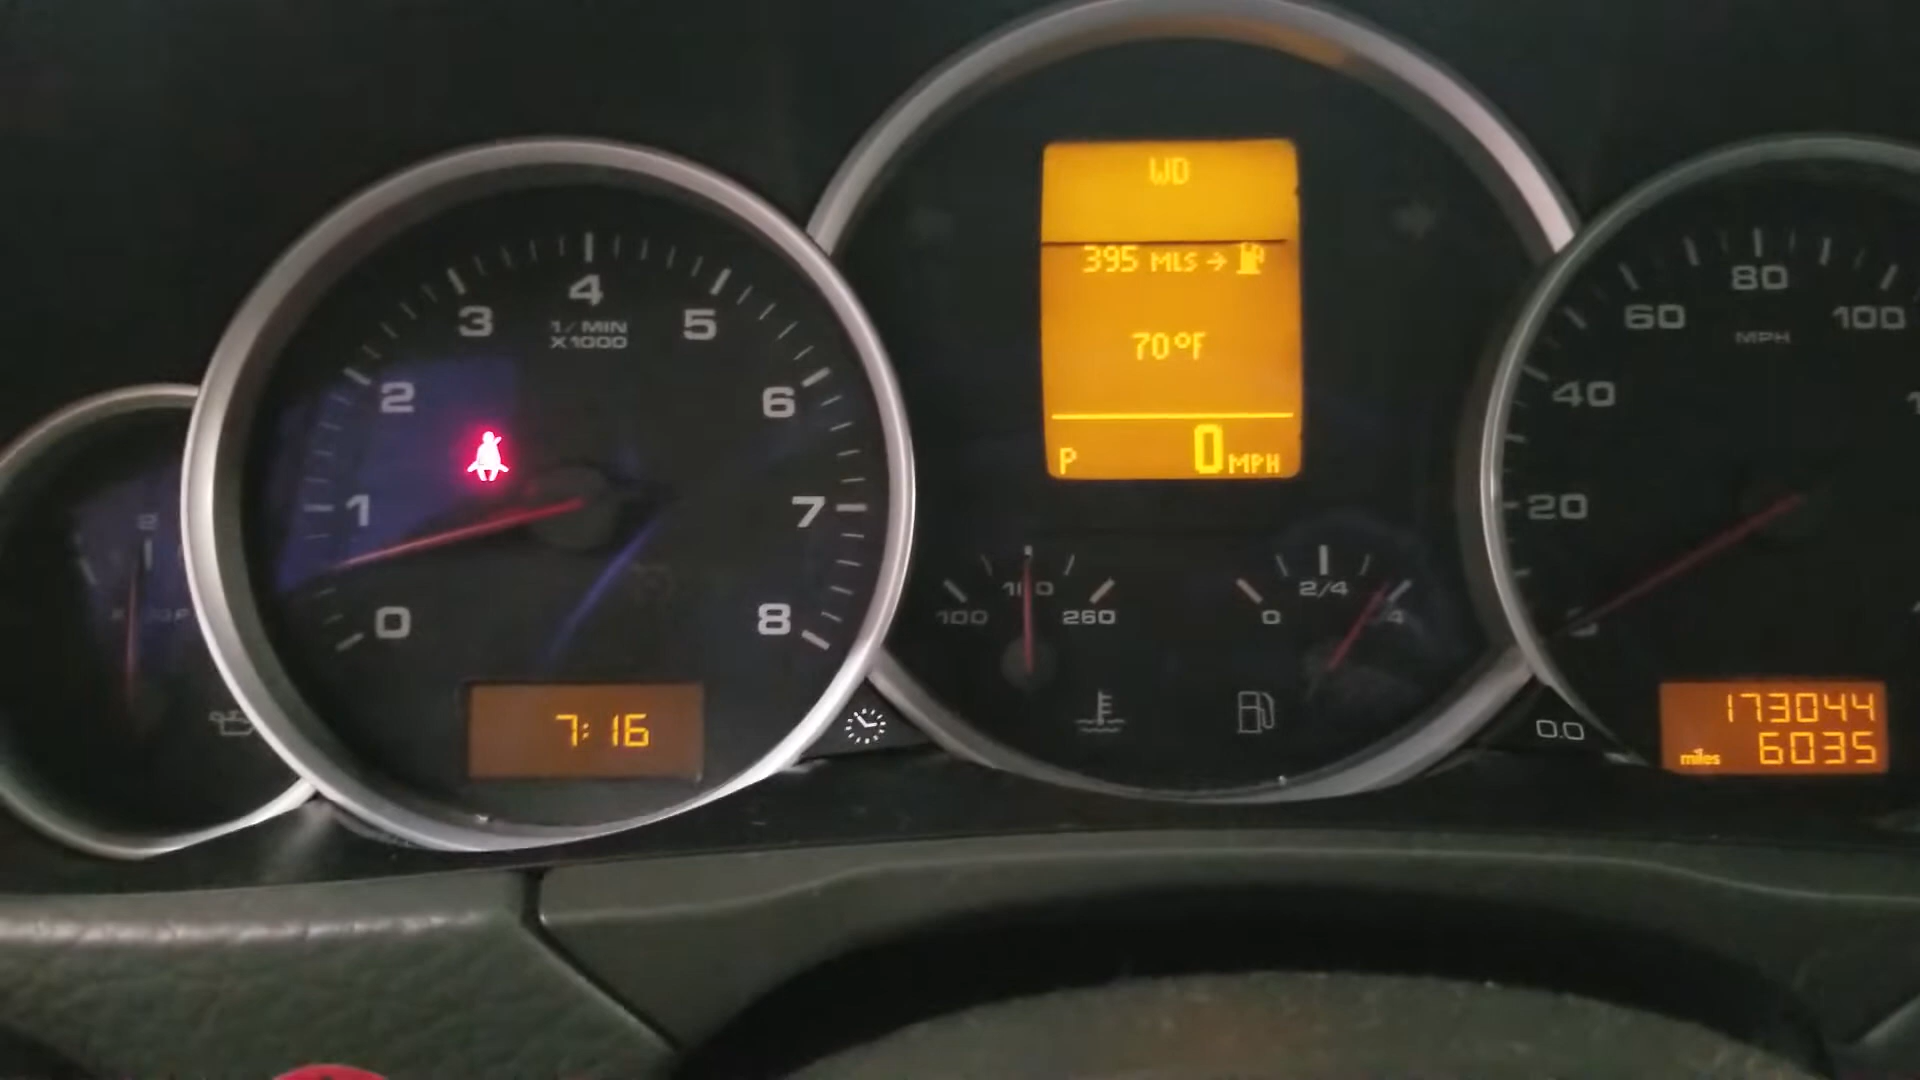 WD
395 MLS →
70°F
P 0 MPH
4
3 5
1/MIN
X1000
2 6
1 7
0 8
7:16
100 260
2/4
0 4
80
60 100
MPH
40
20
0.0
173044
miles 6035